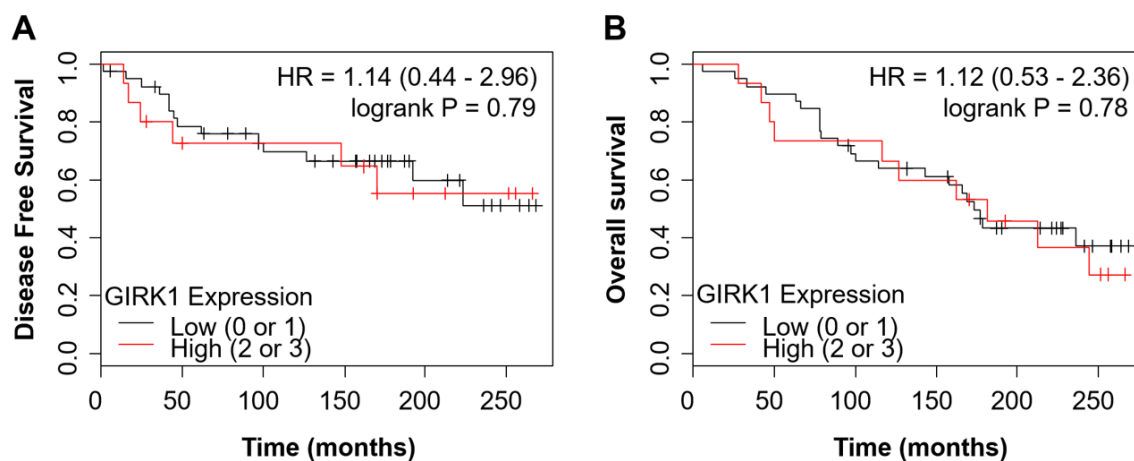 A
Disease Free Survival
1.0
0.8
0.6
0.4
0.2
0.0
HR = 1.14 (0.44 - 2.96)
logrank P = 0.79
GIRK1 Expression
Low (0 or 1)
High (2 or 3)
0 50 100 150 200 250
Time (months)
B
Overall survival
1.0
0.8
0.6
0.4
0.2
0.0
HR = 1.12 (0.53 - 2.36)
logrank P = 0.78
GIRK1 Expression
Low (0 or 1)
High (2 or 3)
0 50 100 150 200 250
Time (months)